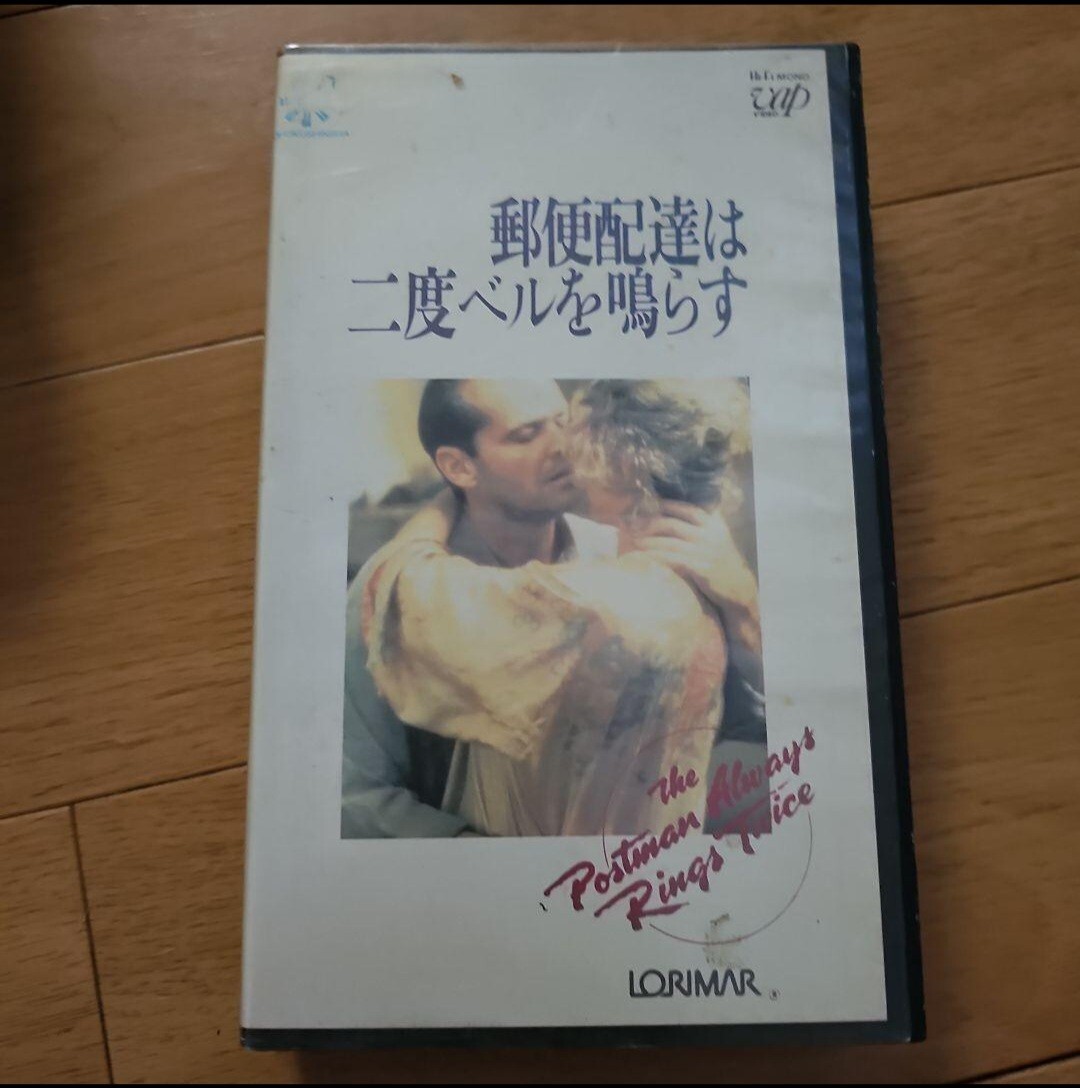 Hi-Fi MONO
vap
VIDEO
郵便配達は
二度ベルを鳴らす
The Always
Postman
Rings Twice
LORIMAR